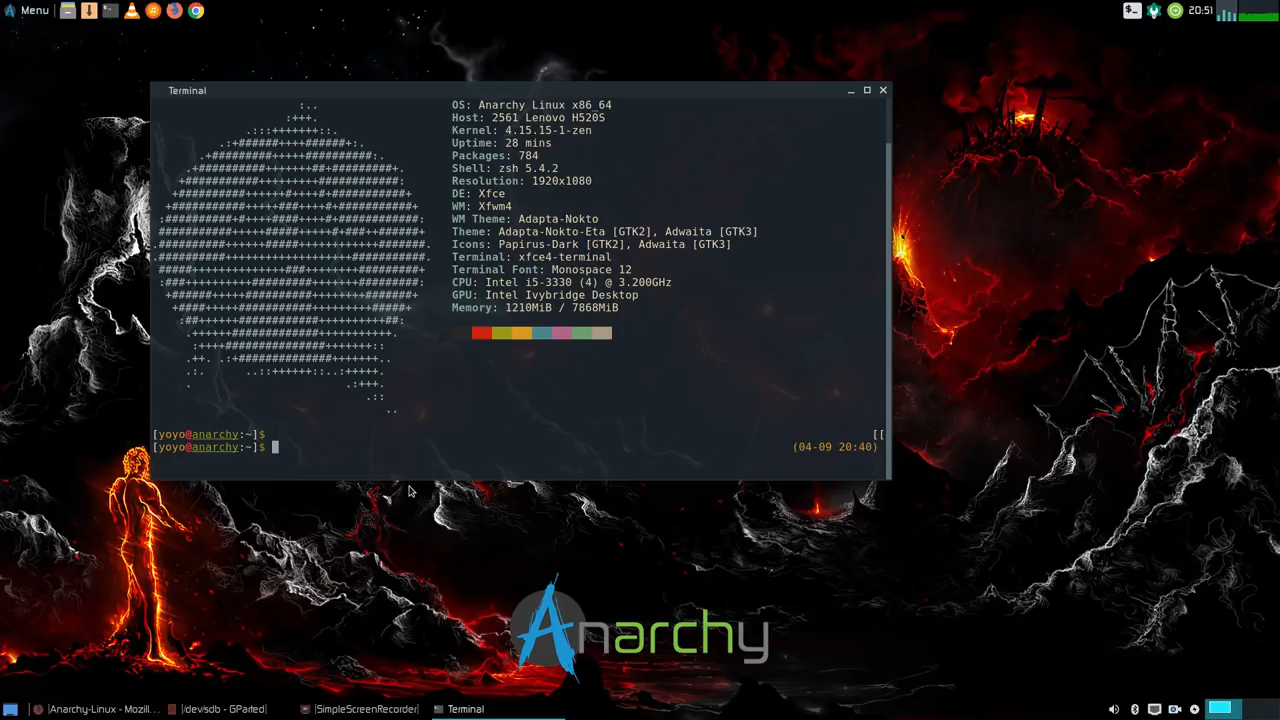 Menu
20:51
Terminal
OS: Anarchy Linux x86_64
Host: 2561 Lenovo H520S
Kernel: 4.15.15-1-zen
Uptime: 28 mins
Packages: 784
Shell: zsh 5.4.2
Resolution: 1920x1080
DE: Xfce
WM: Xfwm4
WM Theme: Adapta-Nokto
Theme: Adapta-Nokto-Eta [GTK2], Adwaita [GTK3]
Icons: Papirus-Dark [GTK2], Adwaita [GTK3]
Terminal: xfce4-terminal
Terminal Font: Monospace 12
CPU: Intel i5-3330 (4) @ 3.200GHz
GPU: Intel Ivybridge Desktop
Memory: 1210MiB / 7868MiB
[yoyo@anarchy:~]$ [[
[yoyo@anarchy:~]$ (04-09 20:40)
Anarchy
[Anarchy-Linux - Mozill... [/dev/sdb - GParted] [SimpleScreenRecorder] Terminal